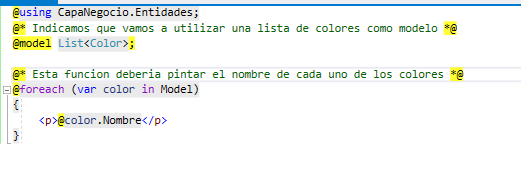 @using CapaNegocio.Entidades;
@* Indicamos que vamos a utilizar una lista de colores como modelo *@
@model List<Color>;
@* Esta funcion deberia pintar el nombre de cada uno de los colores *@
@foreach (var color in Model)
{
<p>@color.Nombre</p>
}